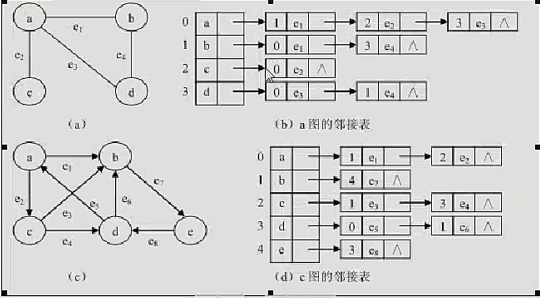 a
e₁
b
e₂
e₃
e₄
c
d
(a)
0 a 1 e₁ 2 e₂ 3 e₃ ∧
1 b 0 e₁ 3 e₄ ∧
2 c 0 e₂ ∧
3 d 0 e₃ 1 e₄ ∧
(b) a图的邻接表
a
e₁
b
e₂
e₃
e₅
e₆
e₇
c
e₄
d
e₈
e
(c)
0 a 1 e₁ 2 e₂ ∧
1 b 4 e₇ ∧
2 c 1 e₃ 3 e₄ ∧
3 d 0 e₅ 1 e₆ ∧
4 e 3 e₈ ∧
(d) c图的邻接表